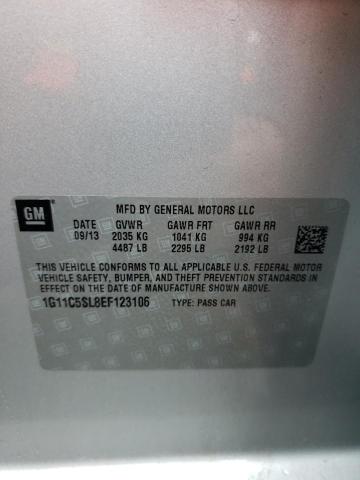 GM
MFD BY GENERAL MOTORS LLC
DATE GVWR GAWR FRT GAWR RR
09/13 2035 KG 1041 KG 994 KG
4487 LB 2295 LB 2192 LB
THIS VEHICLE CONFORMS TO ALL APPLICABLE U.S. FEDERAL MOTOR
VEHICLE SAFETY, BUMPER, AND THEFT PREVENTION STANDARDS IN
EFFECT ON THE DATE OF MANUFACTURE SHOWN ABOVE.
1G11C5SL8EF123106 TYPE: PASS CAR